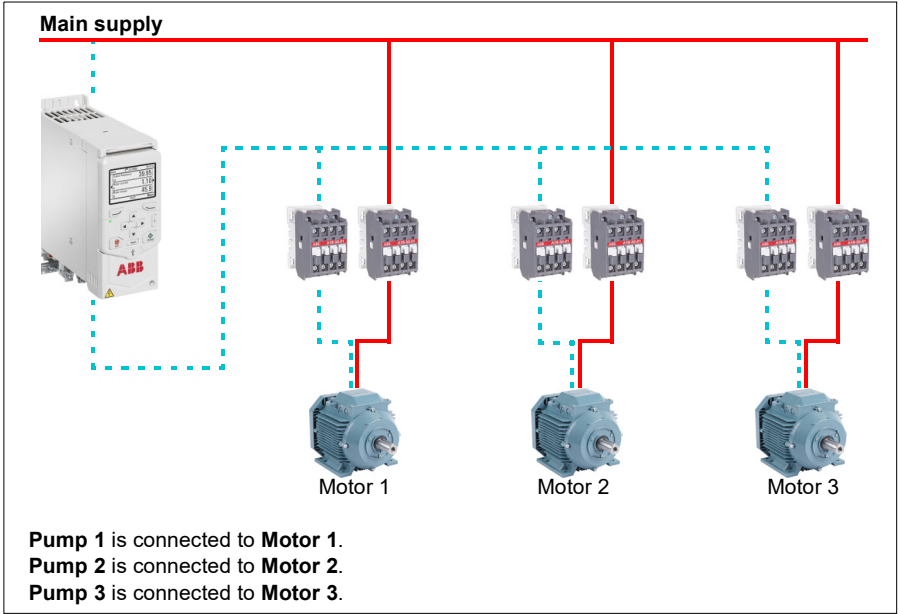 Main supply
ABB
Motor 1
Motor 2
Motor 3
Pump 1 is connected to Motor 1.
Pump 2 is connected to Motor 2.
Pump 3 is connected to Motor 3.